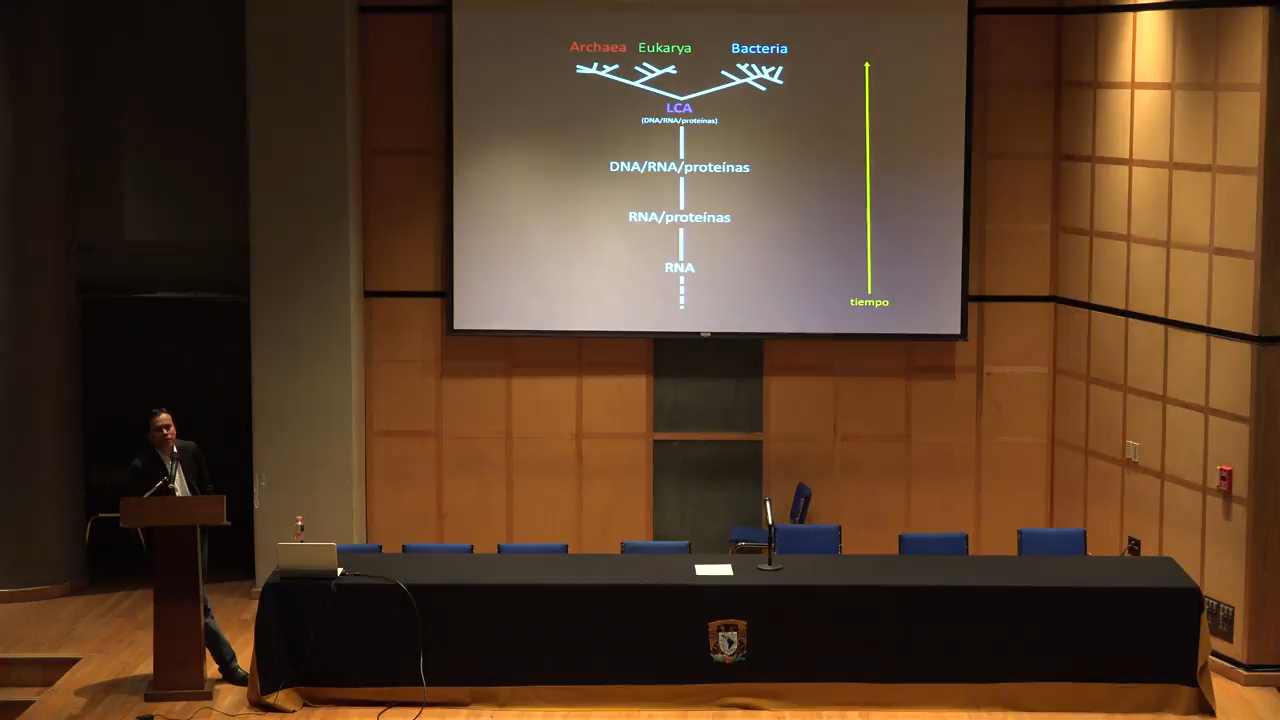 Archaea Eukarya Bacteria
LCA
(DNA/RNA/proteínas)
DNA/RNA/proteínas
RNA/proteínas
RNA
tiempo